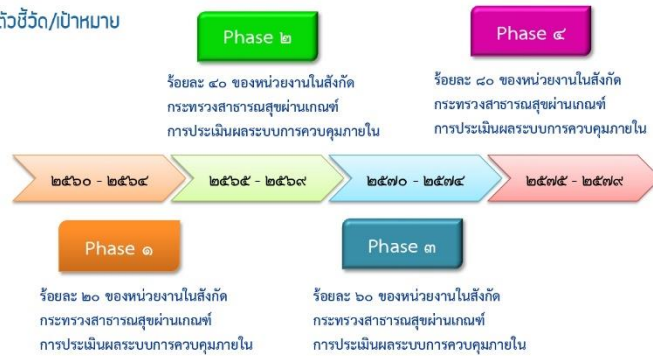 ตัวชี้วัด/เป้าหมาย
Phase ๒
ร้อยละ ๔๐ ของหน่วยงานในสังกัด
กระทรวงสาธารณสุขผ่านเกณฑ์
การประเมินผลระบบการควบคุมภายใน
Phase ๔
ร้อยละ ๘๐ ของหน่วยงานในสังกัด
กระทรวงสาธารณสุขผ่านเกณฑ์
การประเมินผลระบบการควบคุมภายใน
๒๕๖๐ - ๒๕๖๔
๒๕๖๕ - ๒๕๖๙
๒๕๗๐ - ๒๕๗๔
๒๕๗๕ - ๒๕๗๙
Phase ๑
ร้อยละ ๒๐ ของหน่วยงานในสังกัด
กระทรวงสาธารณสุขผ่านเกณฑ์
การประเมินผลระบบการควบคุมภายใน
Phase ๓
ร้อยละ ๖๐ ของหน่วยงานในสังกัด
กระทรวงสาธารณสุขผ่านเกณฑ์
การประเมินผลระบบการควบคุมภายใน